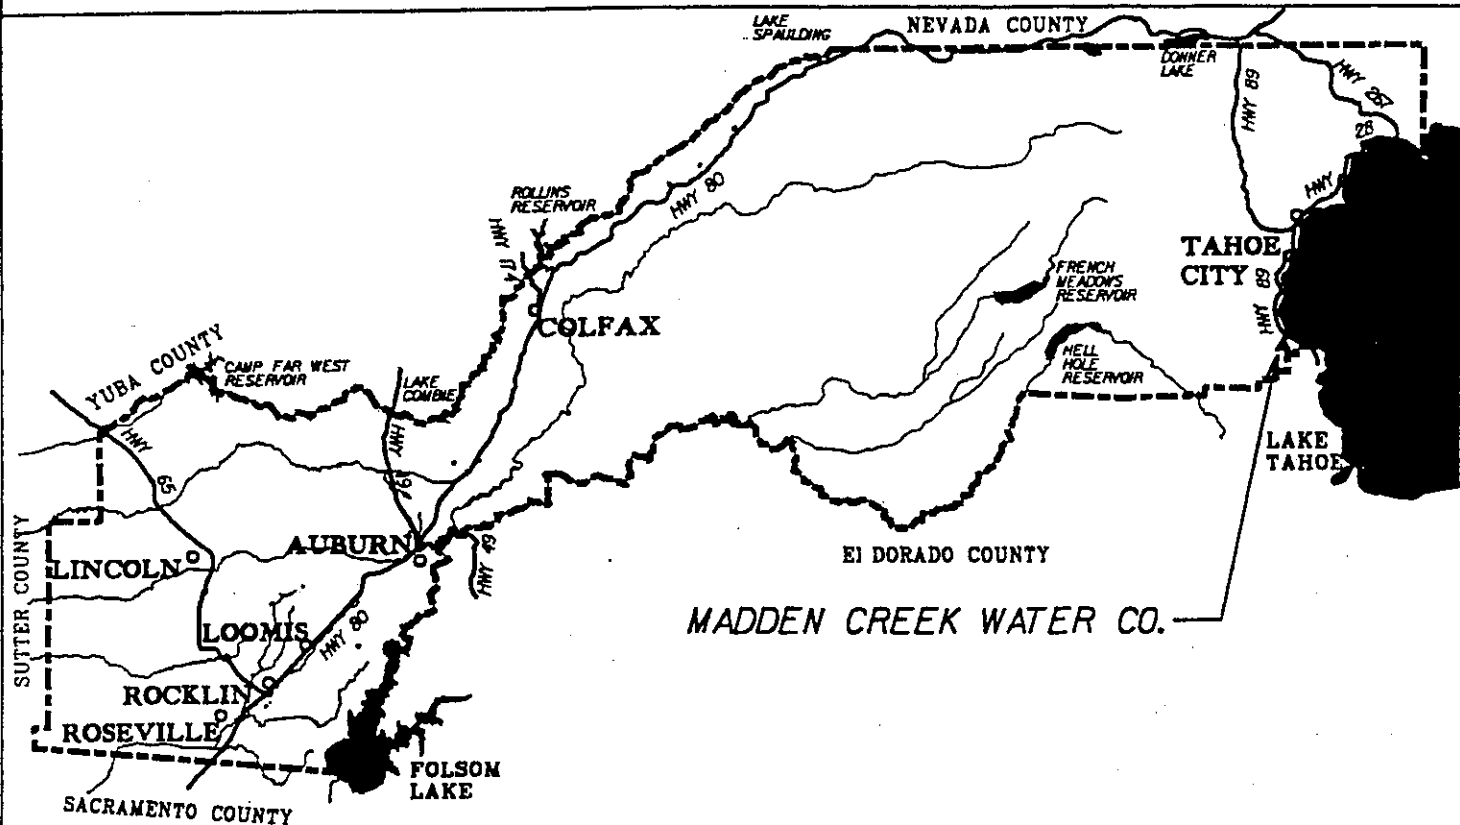 LAKE
SPAULDING
NEVADA COUNTY
DONNER
LAKE
HWY 89
HWY 267
28
HWY
ROLLINS
RESERVOIR
HWY 174
HWY 80
TAHOE
CITY
HWY 89
FRENCH
MEADOWS
RESERVOIR
COLFAX
YUBA COUNTY
CAMP FAR WEST
RESERVOIR
LAKE
COMBIE
HELL
HOLE
RESERVOIR
HWY
65
HWY 49
LAKE
TAHOE
SUTTER COUNTY
AUBURN
HWY 49
El DORADO COUNTY
LINCOLN
MADDEN CREEK WATER CO.
LOOMIS
HWY 80
ROCKLIN
ROSEVILLE
FOLSOM
LAKE
SACRAMENTO COUNTY